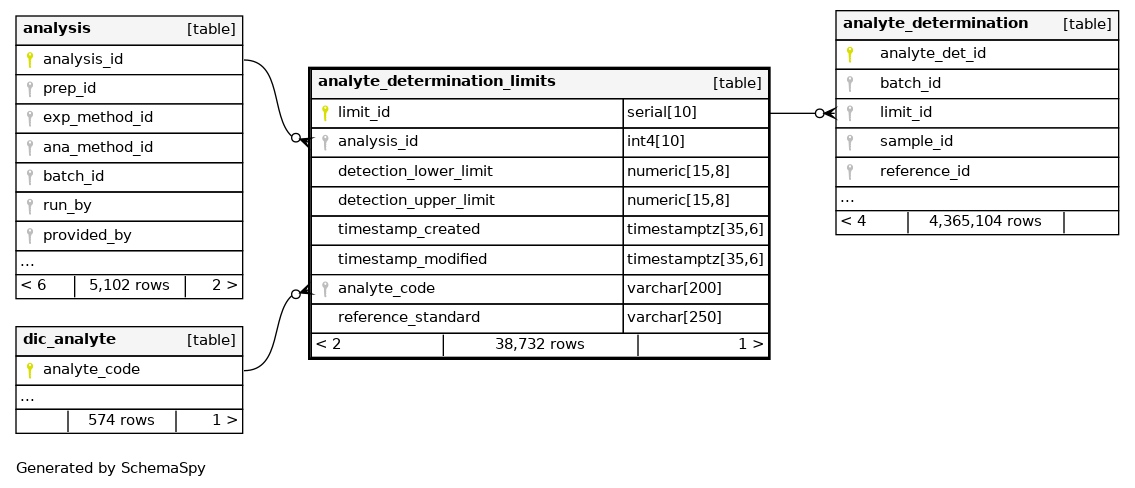 analysis [table]
analysis_id
prep_id
exp_method_id
ana_method_id
batch_id
run_by
provided_by
...
< 6 5,102 rows 2 >
dic_analyte [table]
analyte_code
...
574 rows 1 >
analyte_determination_limits [table]
limit_id serial[10]
analysis_id int4[10]
detection_lower_limit numeric[15,8]
detection_upper_limit numeric[15,8]
timestamp_created timestamptz[35,6]
timestamp_modified timestamptz[35,6]
analyte_code varchar[200]
reference_standard varchar[250]
< 2 38,732 rows 1 >
analyte_determination [table]
analyte_det_id
batch_id
limit_id
sample_id
reference_id
...
< 4 4,365,104 rows
Generated by SchemaSpy